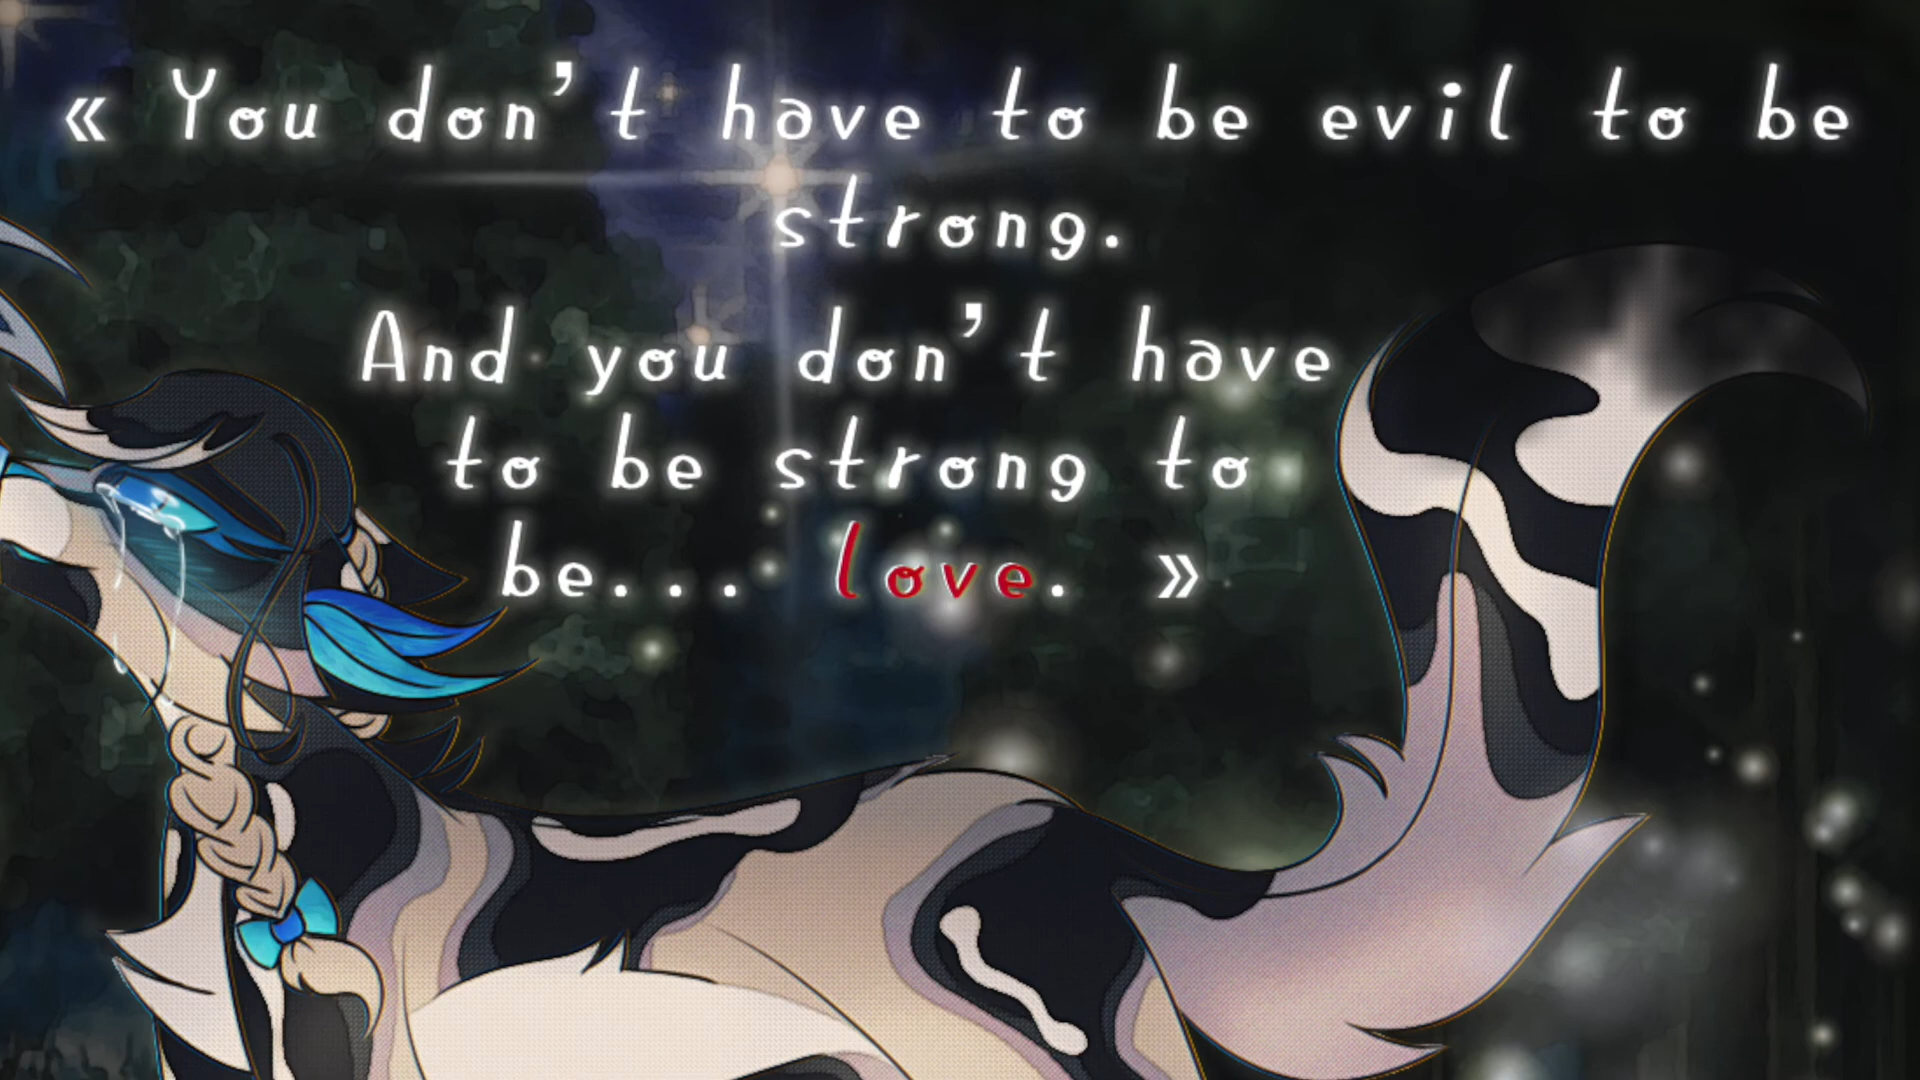 « You don't have to be evil to be
strong.
And you don't have
to be strong to
be... love. »